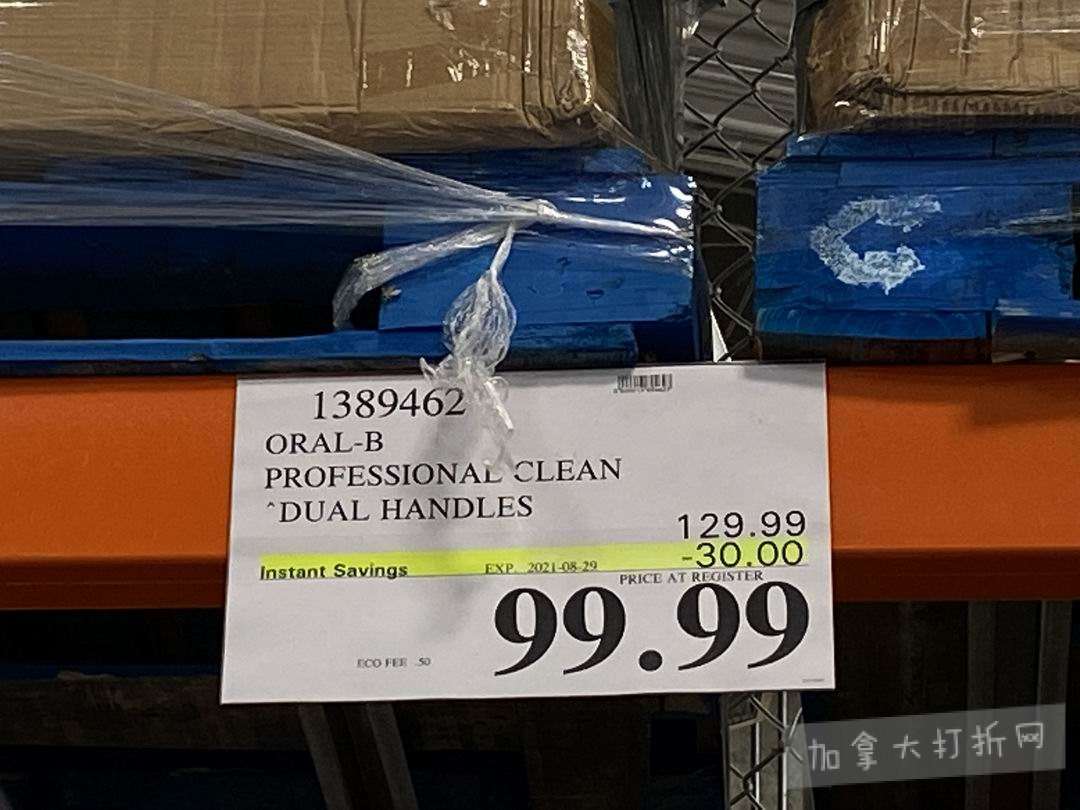 1389462
ORAL-B
PROFESSIONAL CLEAN
^DUAL HANDLES
129.99
Instant Savings EXP. 2021-08-29 -30.00
PRICE AT REGISTER
99.99
ECO FEE .50
G
加拿大打折网